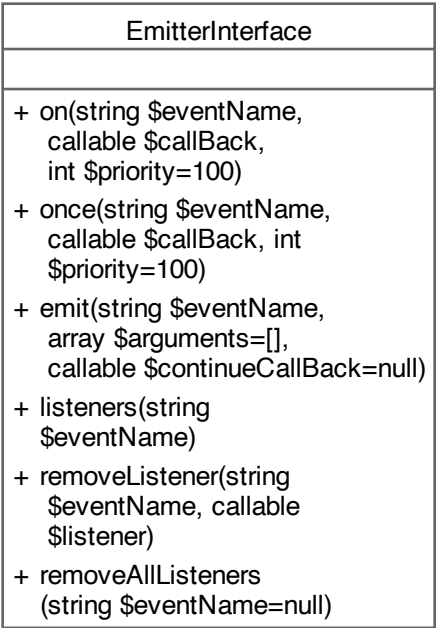 EmitterInterface
+ on(string $eventName,
callable $callBack,
int $priority=100)
+ once(string $eventName,
callable $callBack, int
$priority=100)
+ emit(string $eventName,
array $arguments=[],
callable $continueCallBack=null)
+ listeners(string
$eventName)
+ removeListener(string
$eventName, callable
$listener)
+ removeAllListeners
(string $eventName=null)